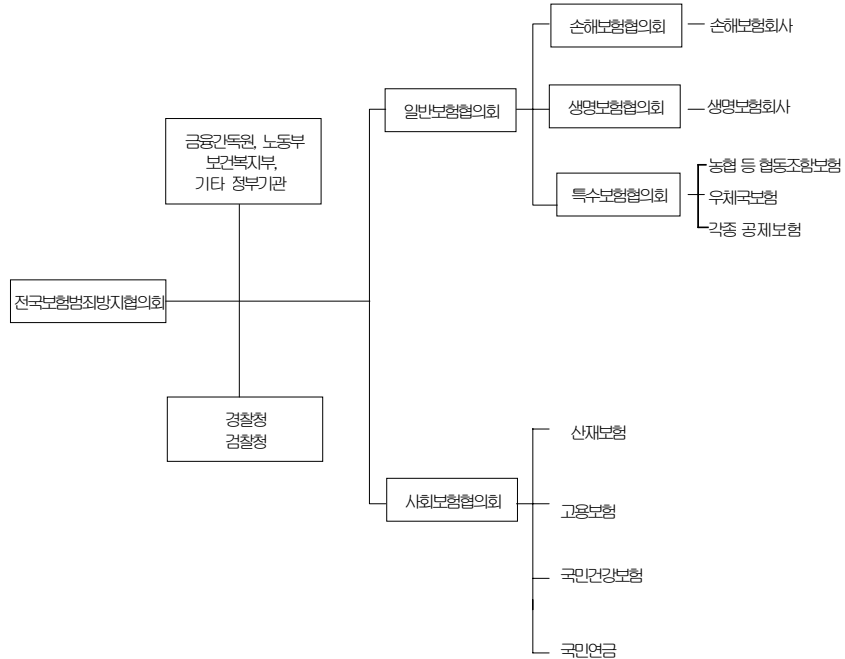 손해보험협의회
손해보험회사
일반보험협의회
생명보험협의회
생명보험회사
금융간독원, 노동부
보건복지부,
기타 정부기관
농협 등 협동조합보험
특수보험협의회
우체국보험
각종 공제보험
전국보험범죄방지협의회
경찰청
검찰청
산재보험
사회보험협의회
고용보험
국민건강보험
국민연금